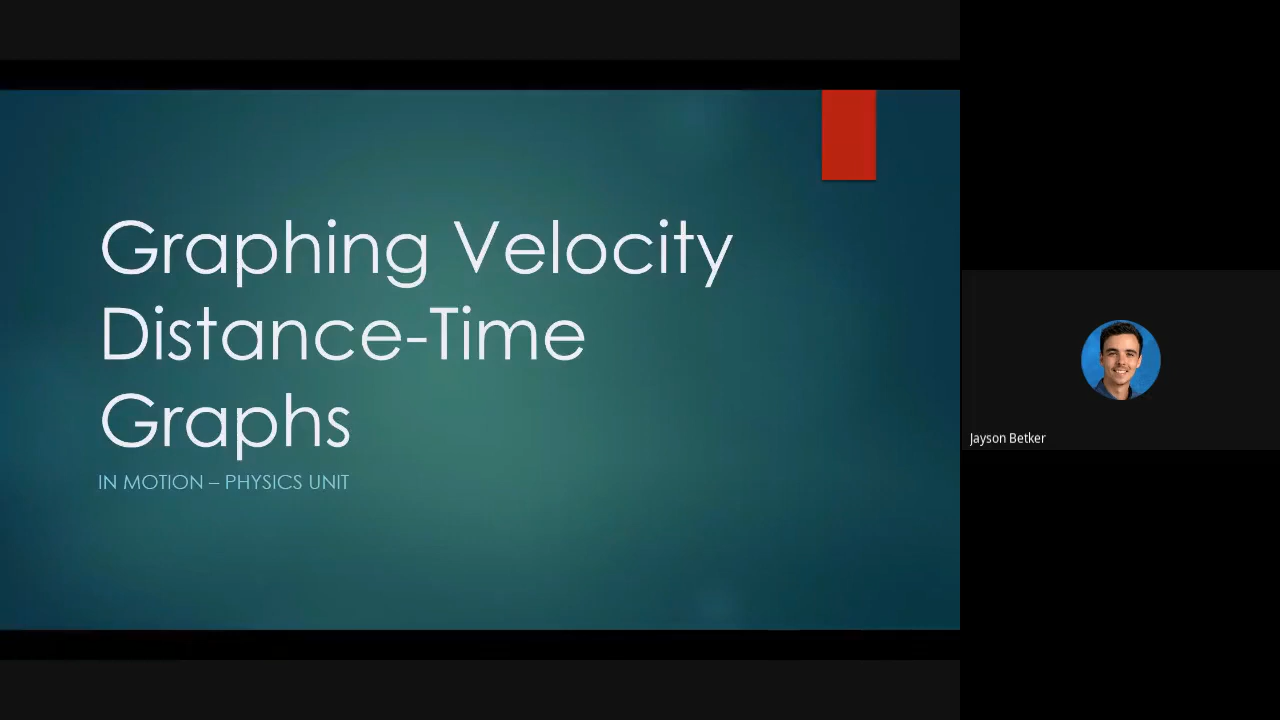 Graphing Velocity
Distance-Time
Graphs
IN MOTION – PHYSICS UNIT
Jayson Betker